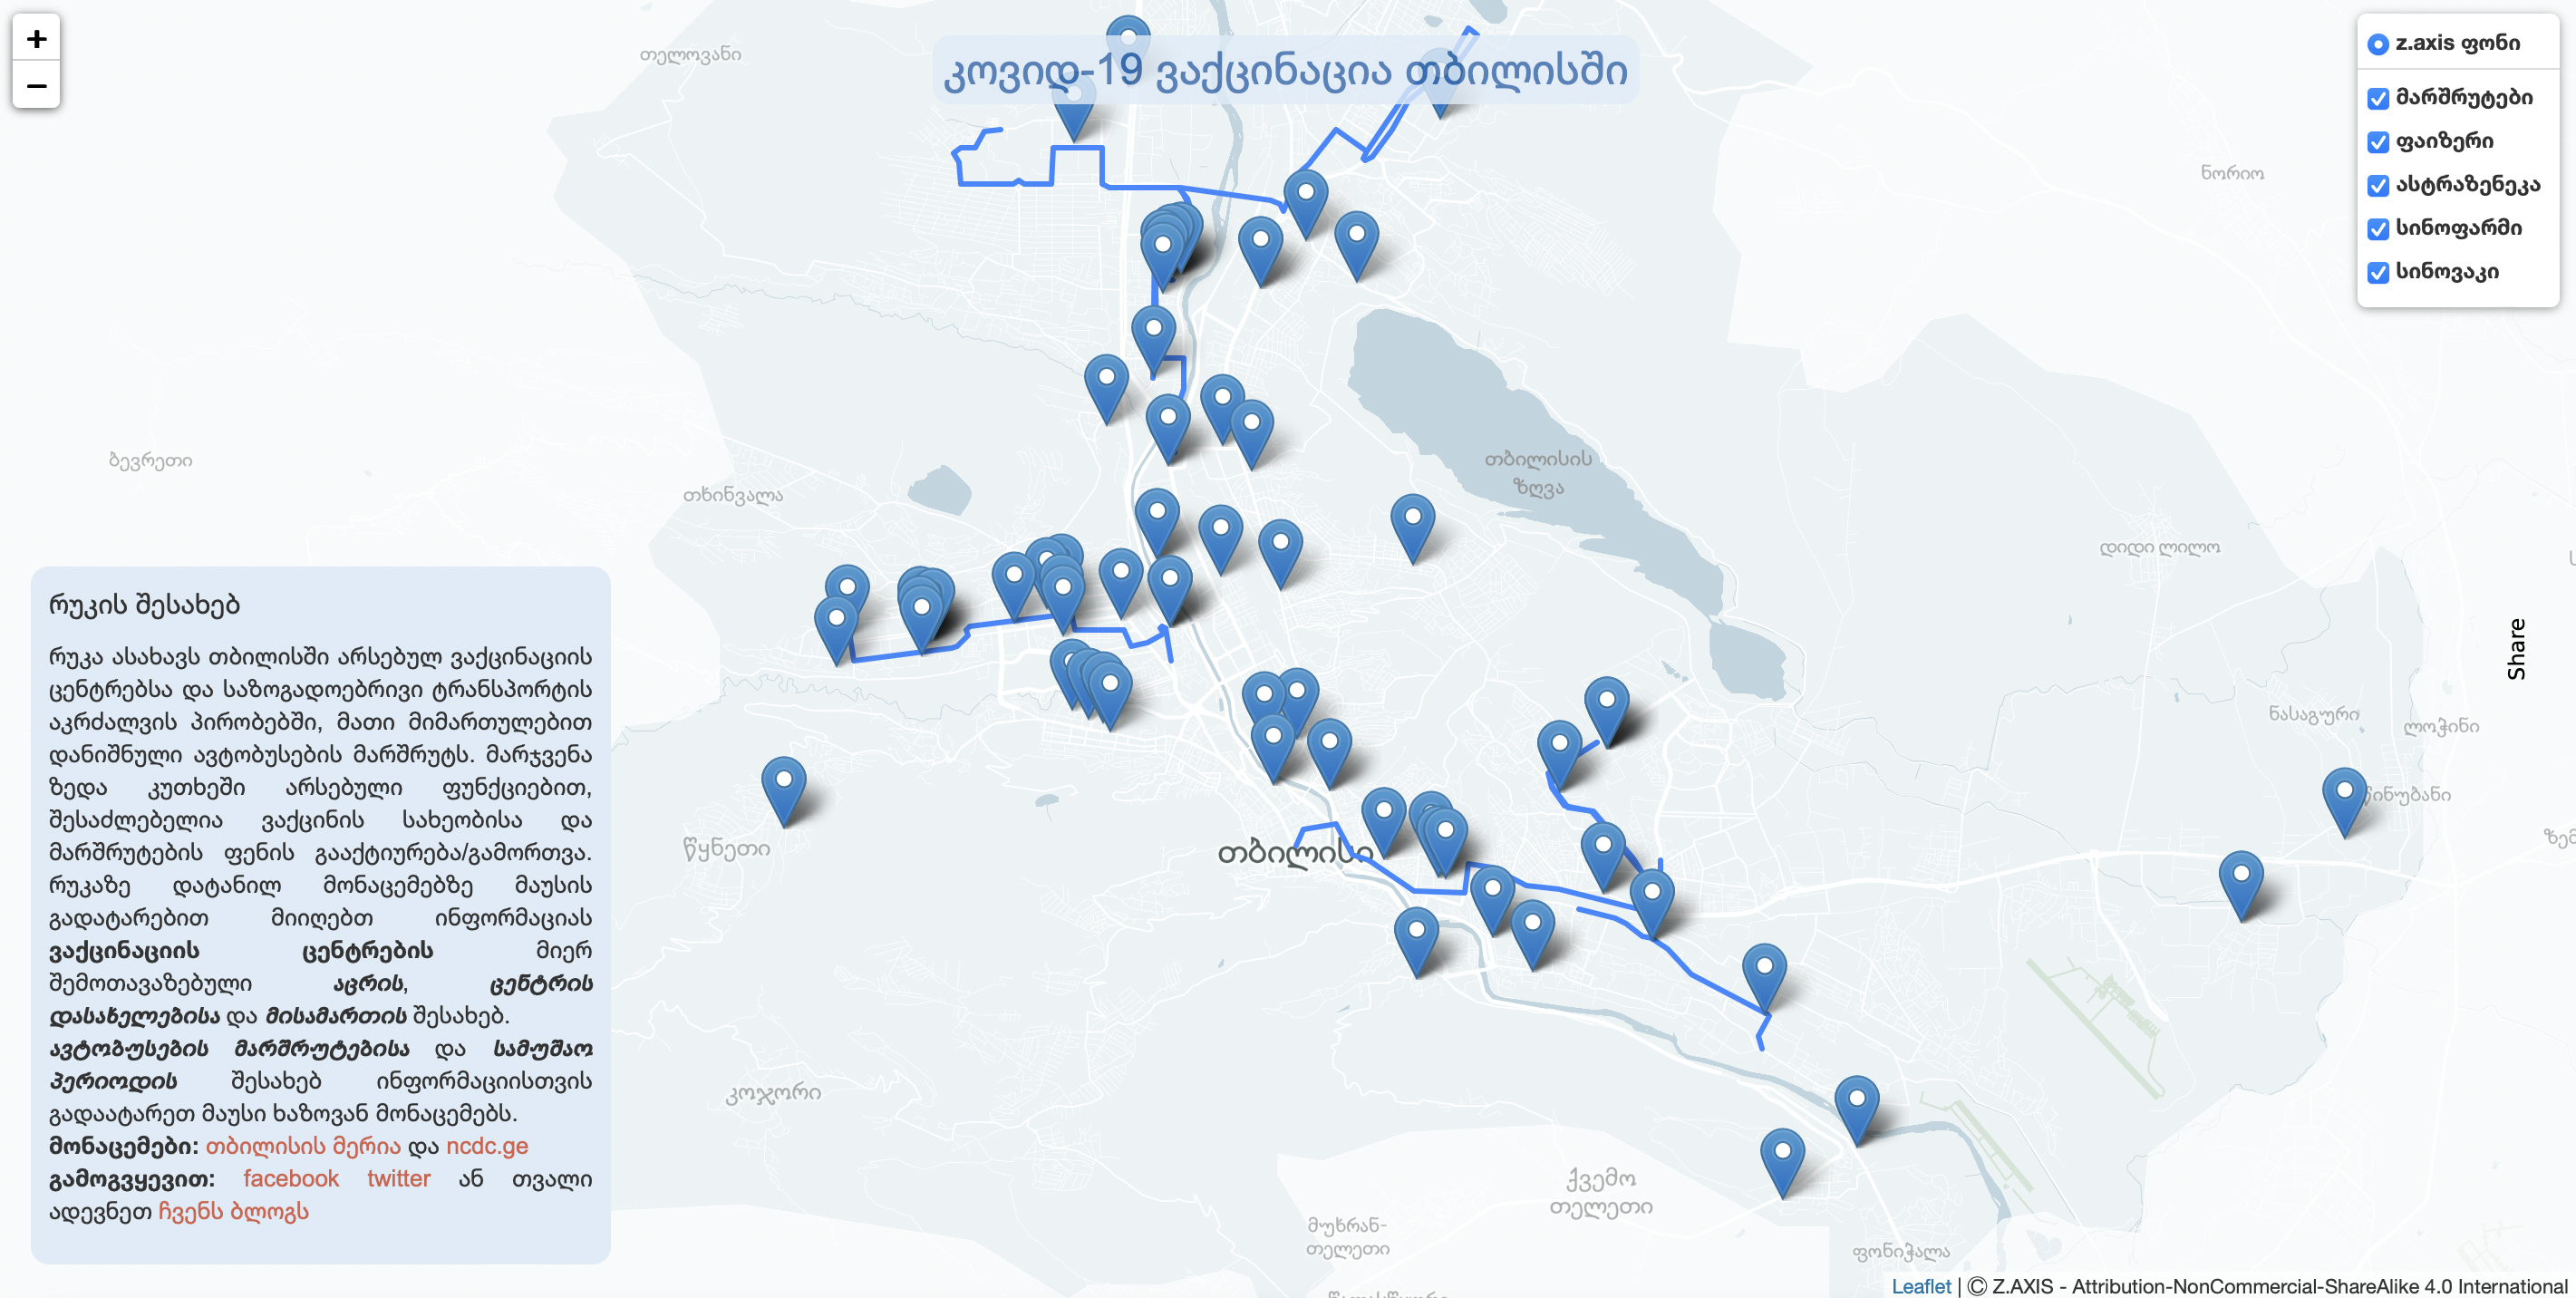 +
−
კოვიდ-19 ვაქცინაცია თბილისში
z.axis ფონი
მარშრუტები
ფაიზერი
ასტრაზენეკა
სინოფარმი
სინოვაკი
თელოვანი
ნორიო
ბევრეთი
თხინვალა
თბილისის
ზღვა
დიდი ლილო
ნასაგური
ლოჭინი
წინუბანი
წყნეთი
თბილისი
კოჯორი
ქვემო
თელეთი
მუხრან-
თელეთი
ფონიჭალა
Share
რუკის შესახებ
რუკა ასახავს თბილისში არსებულ ვაქცინაციის
ცენტრებსა და საზოგადოებრივი ტრანსპორტის
აკრძალვის პირობებში, მათი მიმართულებით
დანიშნული ავტობუსების მარშრუტს. მარჯვენა
ზედა კუთხეში არსებული ფუნქციებით,
შესაძლებელია ვაქცინის სახეობისა და
მარშრუტების ფენის გააქტიურება/გამორთვა.
რუკაზე დატანილ მონაცემებზე მაუსის
გადატარებით მიიღებთ ინფორმაციას
ვაქცინაციის ცენტრების მიერ
შემოთავაზებული აცრის, ცენტრის
დასახელებისა და მისამართის შესახებ.
ავტობუსების მარშრუტებისა და სამუშაო
პერიოდის შესახებ ინფორმაციისთვის
გადაატარეთ მაუსი ხაზოვან მონაცემებს.
მონაცემები: თბილისის მერია და ncdc.ge
გამოგვყევით: facebook twitter ან თვალი
ადევნეთ ჩვენს ბლოგს
Leaflet | © Z.AXIS - Attribution-NonCommercial-ShareAlike 4.0 International